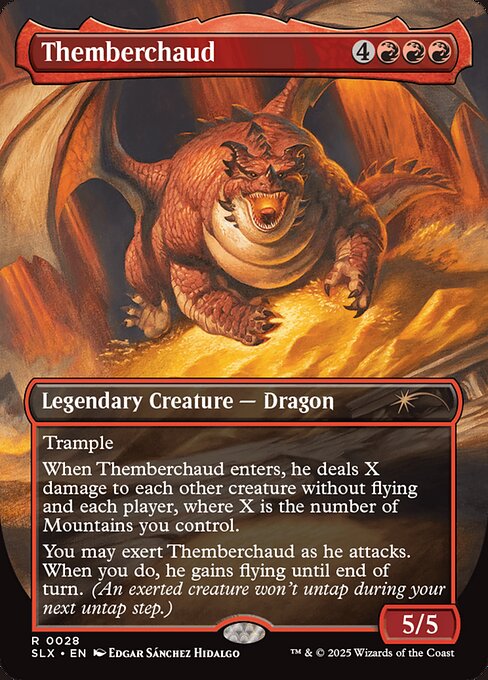 Themberchaud 4
Legendary Creature — Dragon
Trample
When Themberchaud enters, he deals X
damage to each other creature without flying
and each player, where X is the number of
Mountains you control.
You may exert Themberchaud as he attacks.
When you do, he gains flying until end of
turn. (An exerted creature won't untap during your
next untap step.)
5/5
R 0028
SLX • EN Edgar Sánchez Hidalgo
™ & © 2025 Wizards of the Coast